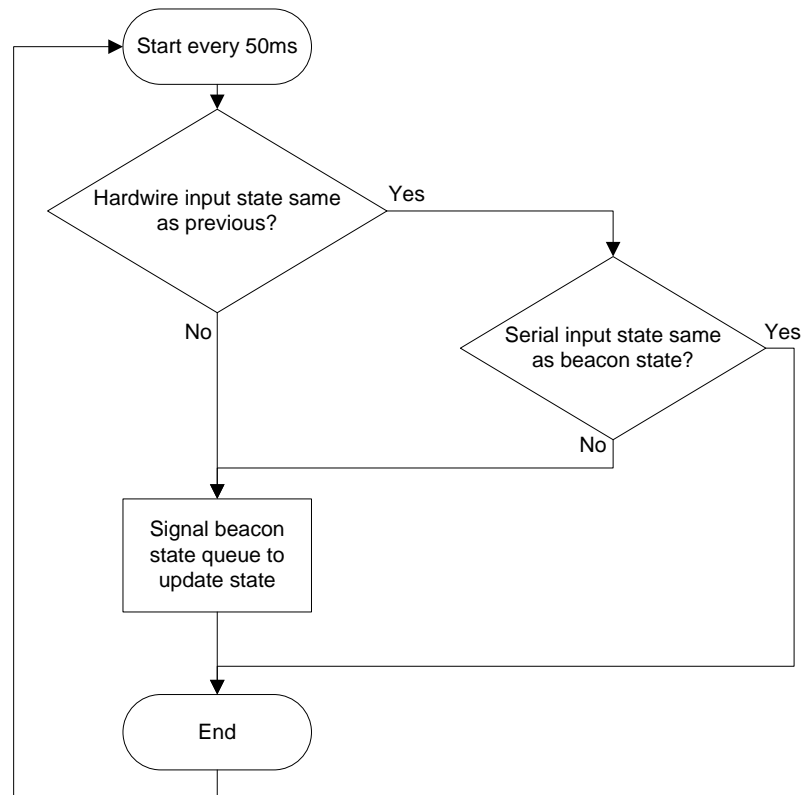 Start every 50ms
Hardwire input state same
as previous?
Yes
No
Serial input state same
as beacon state?
Yes
No
Signal beacon
state queue to
update state
End